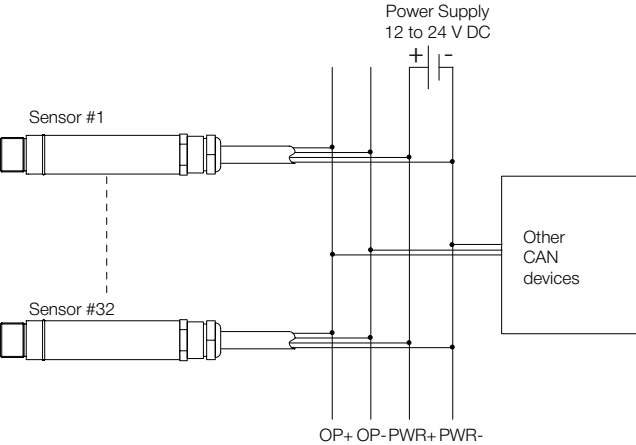 Power Supply
12 to 24 V DC
+ -
Sensor #1
Other
CAN
devices
Sensor #32
OP+ OP- PWR+ PWR-